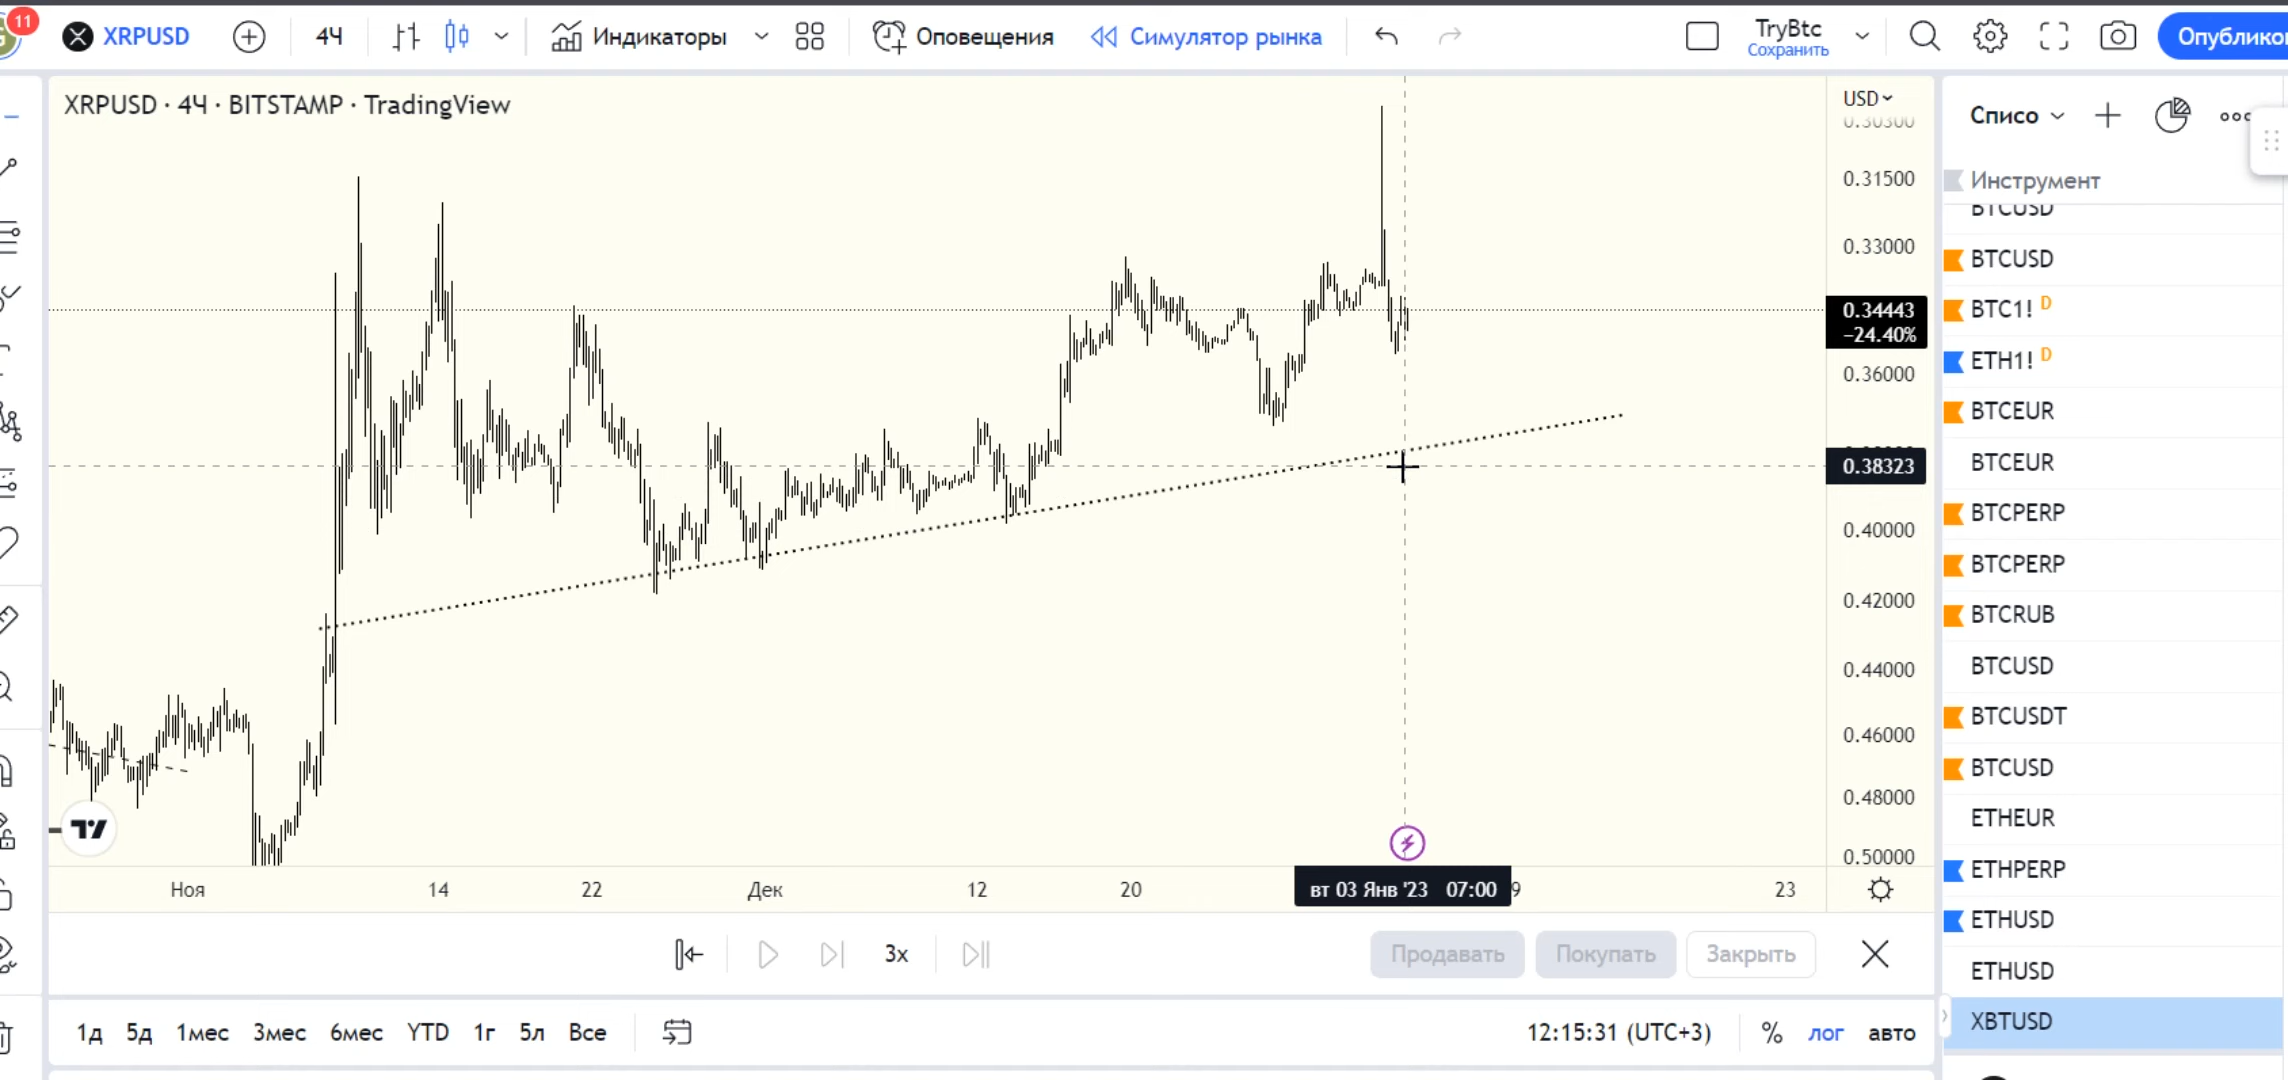 11
XRPUSD 4Ч Индикаторы Оповещения Симулятор рынка TryBtc
Сохранить
XRPUSD · 4Ч · BITSTAMP · TradingView
USD
0.30300
0.31500
0.33000
0.34443
−24.40%
0.36000
0.38323
0.40000
0.42000
0.44000
0.46000
0.48000
0.50000
Ноя 14 22 Дек 12 20 вт 03 Янв '23 07:00 9 23
3x Продавать Покупать Закрыть
1д 5д 1мес 3мес 6мес YTD 1г 5л Все 12:15:31 (UTC+3) % лог авто
Списо
Инструмент
BTCUSD
BTCUSD
BTC1! D
ETH1! D
BTCEUR
BTCEUR
BTCPERP
BTCPERP
BTCRUB
BTCUSD
BTCUSDT
BTCUSD
ETHEUR
ETHPERP
ETHUSD
ETHUSD
XBTUSD